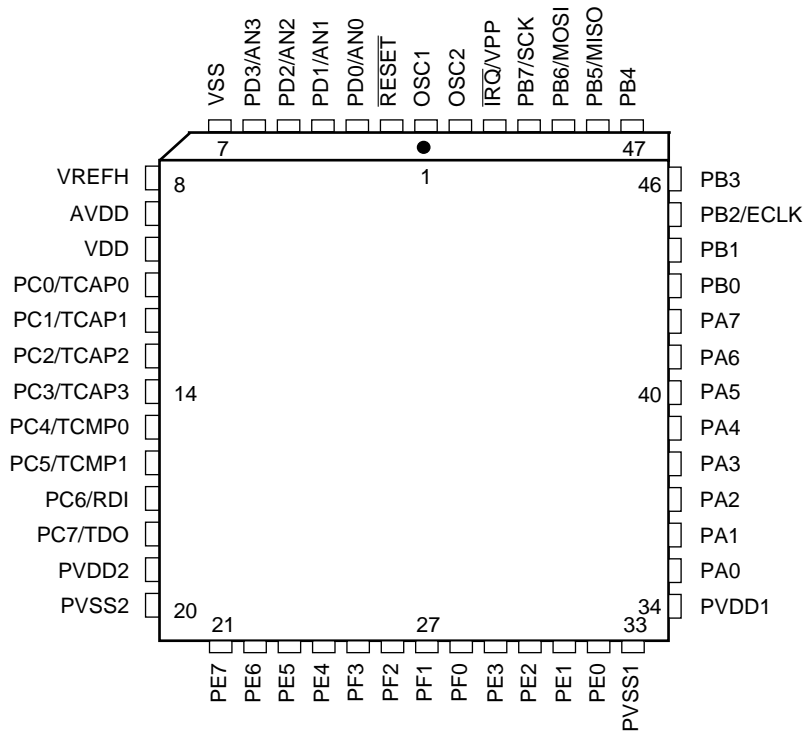 VSS
PD3/AN3
PD2/AN2
PD1/AN1
PD0/AN0
RESET
OSC1
OSC2
IRQ/VPP
PB7/SCK
PB6/MOSI
PB5/MISO
PB4
7
47
1
VREFH
8
46
PB3
AVDD
PB2/ECLK
VDD
PB1
PC0/TCAP0
PB0
PC1/TCAP1
PA7
PC2/TCAP2
PA6
PC3/TCAP3
14
40
PA5
PC4/TCMP0
PA4
PC5/TCMP1
PA3
PC6/RDI
PA2
PC7/TDO
PA1
PVDD2
PA0
PVSS2
20
34
PVDD1
21
27
33
PE7
PE6
PE5
PE4
PF3
PF2
PF1
PF0
PE3
PE2
PE1
PE0
PVSS1